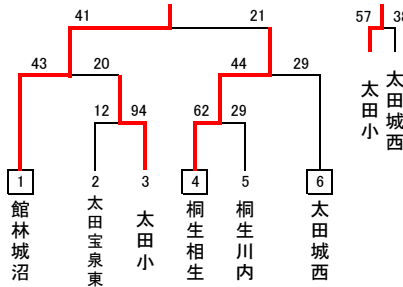 41 21 57 38
43 20 44 29
太田小 太田城西
12 94 62 29
1 2 3 4 5 6
館林城沼
太田宝泉東
太田小
桐生相生
桐生川内
太田城西